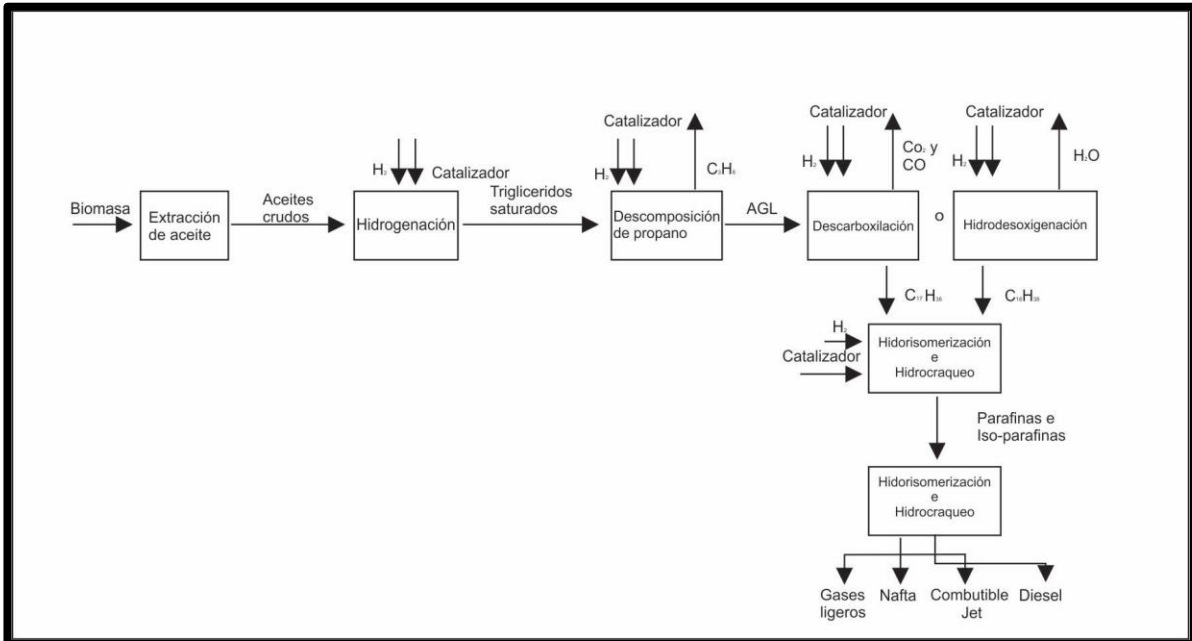 Biomasa
Extracción
de aceite
Aceites
crudos
H₂
Catalizador
Hidrogenación
Trigliceridos
saturados
Catalizador
H₂
C₃H₈
Descomposición
de propano
AGL
Catalizador
H₂
Co₂ y
CO
Descarboxilación
o
Catalizador
H₂
H₂O
Hidrodesoxigenación
C₁₇H₃₆
C₁₈H₃₈
H₂
Catalizador
Hidorisomerización
e
Hidrocraqueo
Parafinas e
Iso-parafinas
Hidorisomerización
e
Hidrocraqueo
Gases
ligeros
Nafta
Combutible
Jet
Diesel